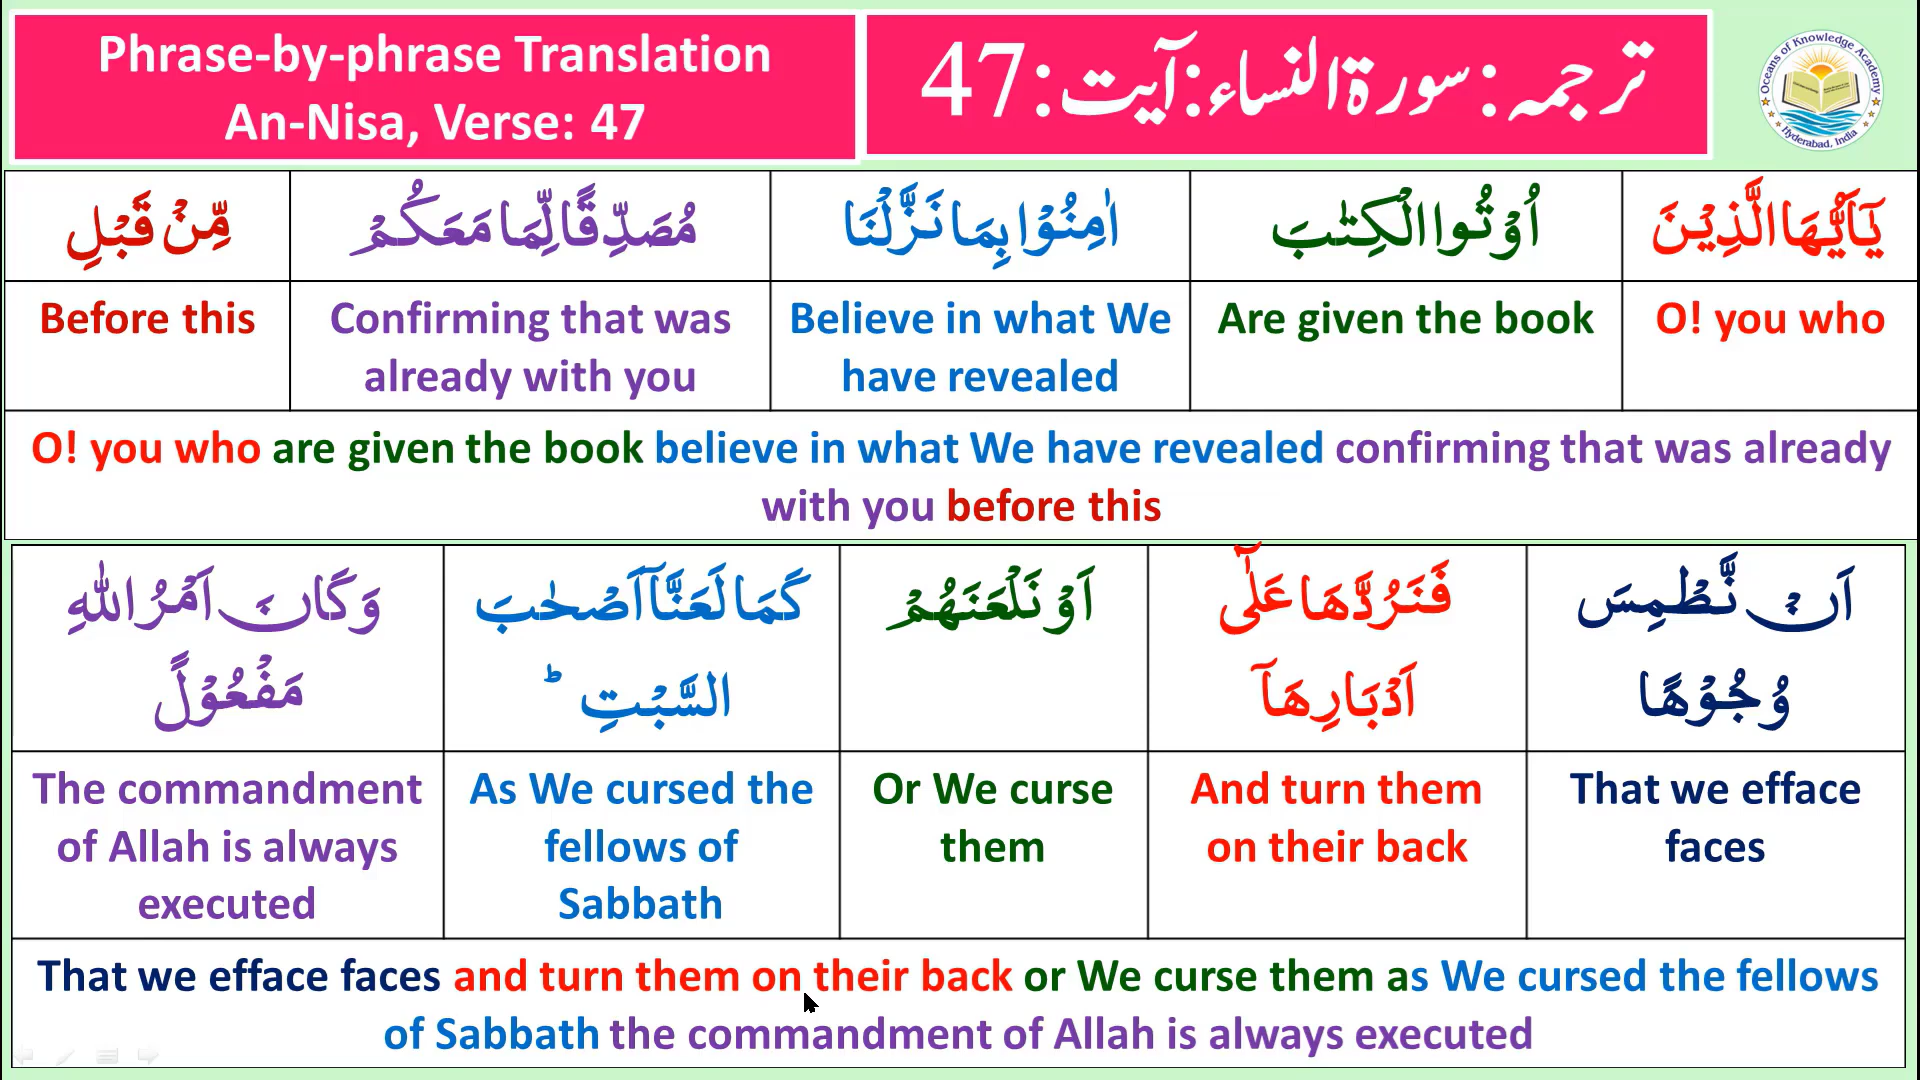 Phrase-by-phrase Translation
An-Nisa, Verse: 47
ترجمہ: سورۃ النساء: آیت: 47
Oceans of Knowledge Academy
Hyderabad, India
يٰۤاَيُّهَا الَّذِيْنَ
اُوْتُوا الْكِتٰبَ
اٰمِنُوْا بِمَا نَزَّلْنَا
مُصَدِّقًا لِّمَا مَعَكُمْ
مِّنْ قَبْلِ
O! you who
Are given the book
Believe in what We
have revealed
Confirming that was
already with you
Before this
O! you who are given the book believe in what We have revealed confirming that was already
with you before this
اَنْ نَّطْمِسَ
وُجُوْهًا
فَنَرُدَّهَا عَلٰۤى
اَدْبَارِهَاۤ
اَوْ نَلْعَنَهُمْ
كَمَا لَعَنَّاۤ اَصْحٰبَ
السَّبْتِ ؕ
وَكَانَ اَمْرُ اللّٰهِ
مَفْعُوْلًا
That we efface
faces
And turn them
on their back
Or We curse
them
As We cursed the
fellows of
Sabbath
The commandment
of Allah is always
executed
That we efface faces and turn them on their back or We curse them as We cursed the fellows
of Sabbath the commandment of Allah is always executed